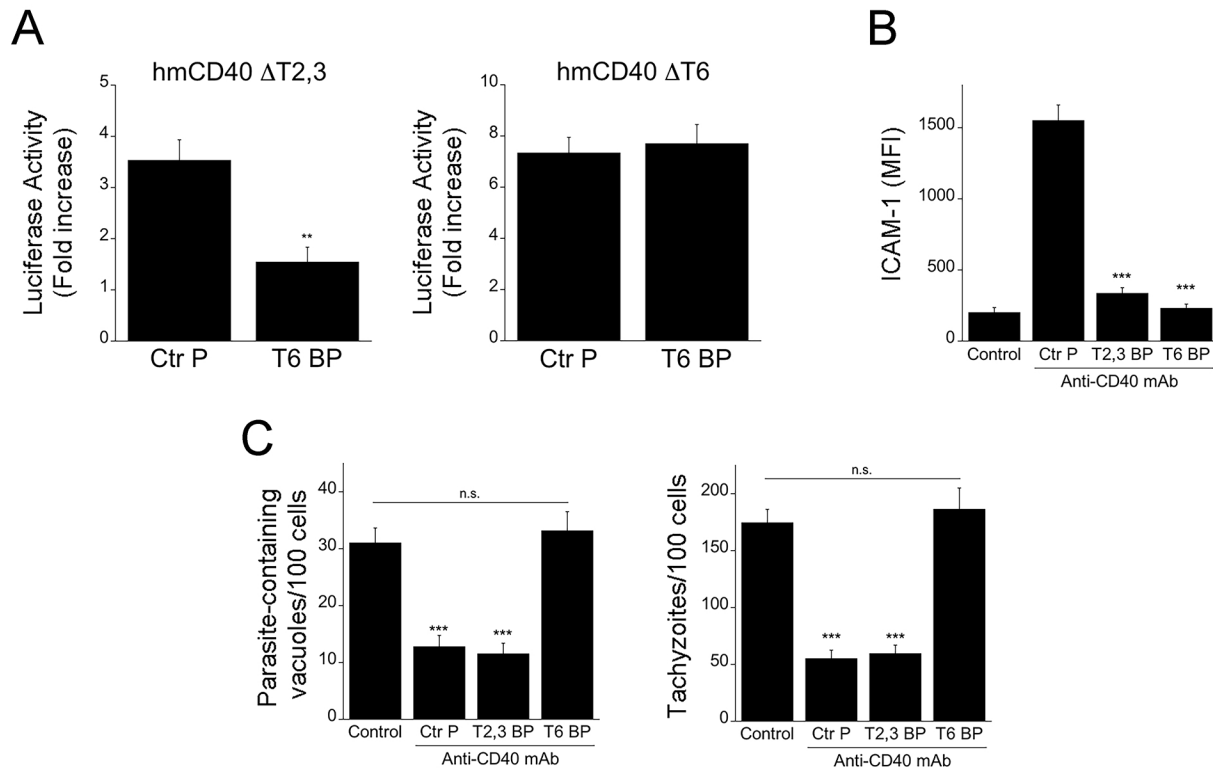 A
hmCD40 ΔT2,3
Luciferase Activity
(Fold increase)
5
4
3
2
1
0
**
Ctr P
T6 BP
hmCD40 ΔT6
Luciferase Activity
(Fold increase)
10
8
6
4
2
0
Ctr P
T6 BP
B
ICAM-1 (MFI)
1500
1000
500
0
***
***
Control
Ctr P
T2,3 BP
T6 BP
Anti-CD40 mAb
C
Parasite-containing
vacuoles/100 cells
40
30
20
10
0
n.s.
***
***
Control
Ctr P
T2,3 BP
T6 BP
Anti-CD40 mAb
Tachyzoites/100 cells
200
150
100
50
0
n.s.
***
***
Control
Ctr P
T2,3 BP
T6 BP
Anti-CD40 mAb